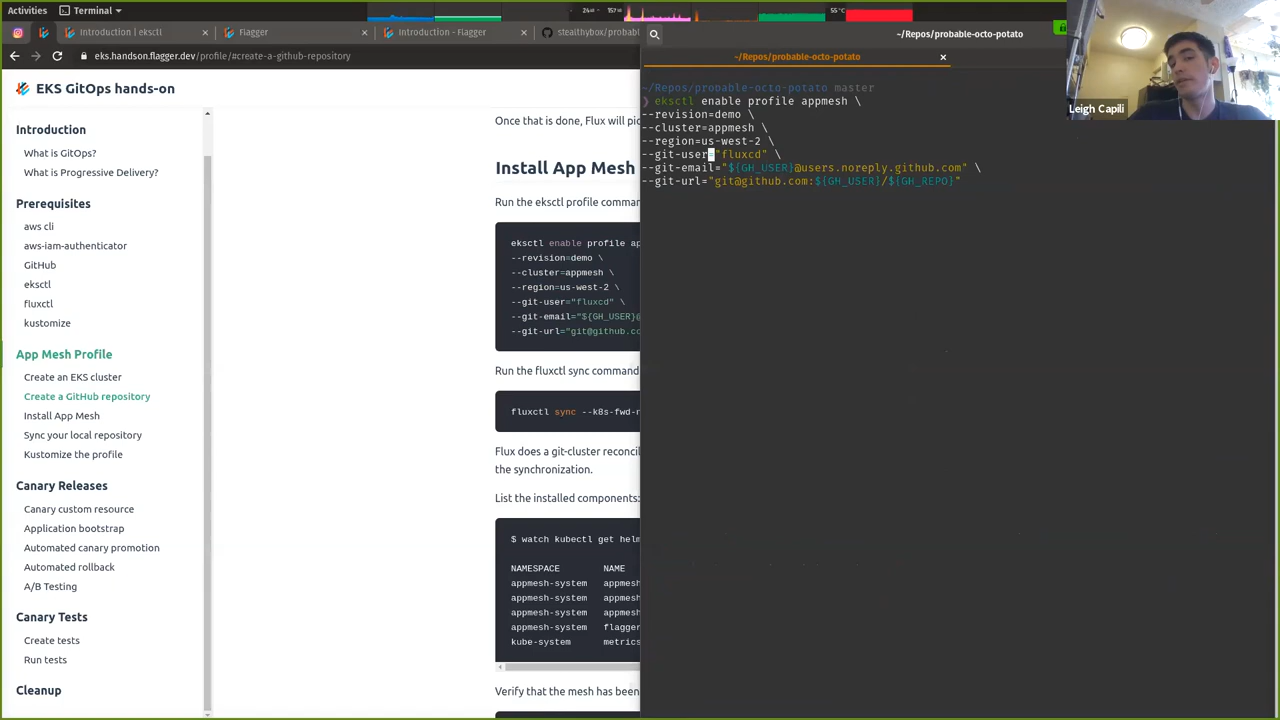 Activities
Terminal
55 °C
Introduction | eksctl
Flagger
Introduction - Flagger
stealthybox/probabl
~/Repos/probable-octo-potato
eks.handson.flagger.dev/profile/#create-a-github-repository
~/Repos/probable-octo-potato
Leigh Capili
EKS GitOps hands-on
Introduction
What is GitOps?
What is Progressive Delivery?
Prerequisites
aws cli
aws-iam-authenticator
GitHub
eksctl
fluxctl
kustomize
App Mesh Profile
Create an EKS cluster
Create a GitHub repository
Install App Mesh
Sync your local repository
Kustomize the profile
Canary Releases
Canary custom resource
Application bootstrap
Automated canary promotion
Automated rollback
A/B Testing
Canary Tests
Create tests
Run tests
Cleanup
Once that is done, Flux will pic
Install App Mesh
Run the eksctl profile comman
eksctl enable profile ap
--revision=demo \
--cluster=appmesh \
--region=us-west-2 \
--git-user="fluxcd" \
--git-email="${GH_USER}@
--git-url="git@github.co
Run the fluxctl sync command
fluxctl sync --k8s-fwd-n
Flux does a git-cluster reconcil
the synchronization.
List the installed components:
$ watch kubectl get helm
NAMESPACE NAME
appmesh-system appmesh
appmesh-system appmesh
appmesh-system appmesh
appmesh-system flagger
kube-system metrics
Verify that the mesh has been
~/Repos/probable-octo-potato master
❯ eksctl enable profile appmesh \
--revision=demo \
--cluster=appmesh \
--region=us-west-2 \
--git-user="fluxcd" \
--git-email="${GH_USER}@users.noreply.github.com" \
--git-url="git@github.com:${GH_USER}/${GH_REPO}"